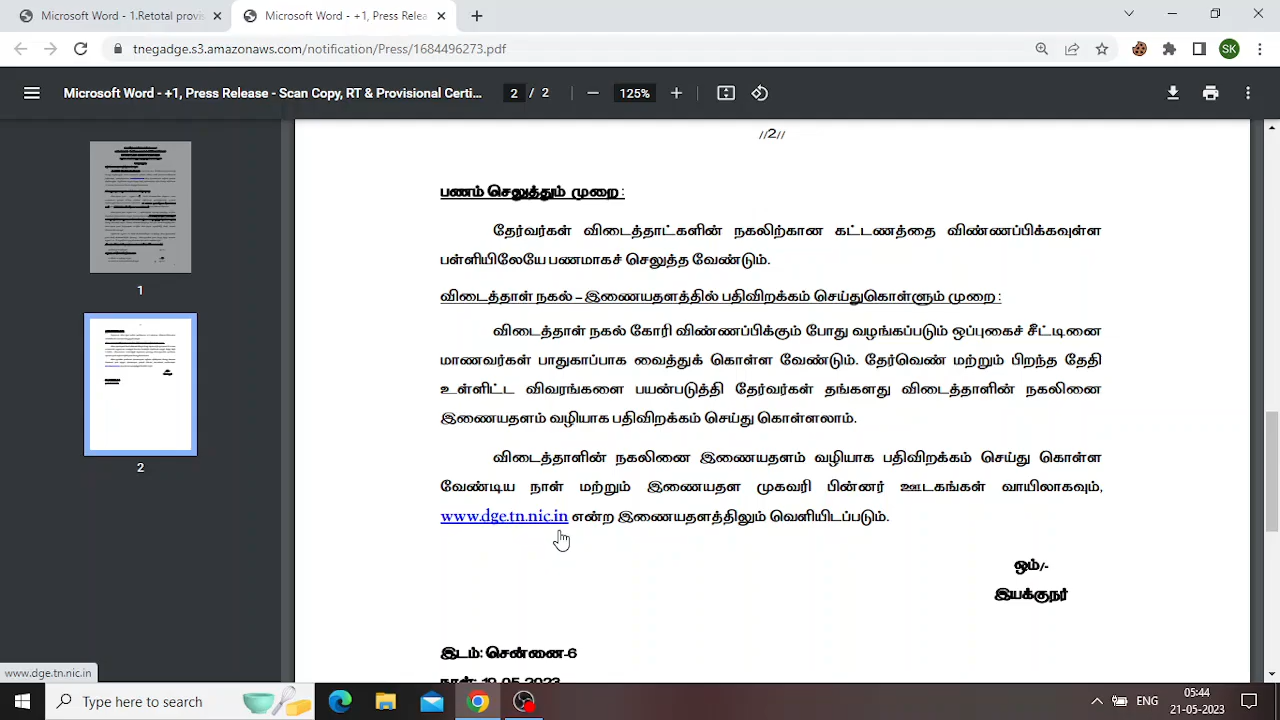 Microsoft Word - 1.Retotal provis
Microsoft Word - +1, Press Relea
tnegadge.s3.amazonaws.com/notification/Press/1684496273.pdf
SK
Microsoft Word - +1, Press Release - Scan Copy, RT & Provisional Certi...
2 / 2
125%
1
2
//2//
பணம் செலுத்தும் முறை :
தேர்வர்கள் விடைத்தாட்களின் நகலிற்கான கட்டணத்தை விண்ணப்பிக்கவுள்ள
பள்ளியிலேயே பணமாகச் செலுத்த வேண்டும்.
விடைத்தாள் நகல் – இணையதளத்தில் பதிவிறக்கம் செய்துகொள்ளும் முறை :
விடைத்தாள் நகல் கோரி விண்ணப்பிக்கும் போது வழங்கப்படும் ஒப்புகைச் சீட்டினை
மாணவர்கள் பாதுகாப்பாக வைத்துக் கொள்ள வேண்டும். தேர்வெண் மற்றும் பிறந்த தேதி
உள்ளிட்ட விவரங்களை பயன்படுத்தி தேர்வர்கள் தங்களது விடைத்தாளின் நகலினை
இணையதளம் வழியாக பதிவிறக்கம் செய்து கொள்ளலாம்.
விடைத்தாளின் நகலினை இணையதளம் வழியாக பதிவிறக்கம் செய்து கொள்ள
வேண்டிய நாள் மற்றும் இணையதள முகவரி பின்னர் ஊடகங்கள் வாயிலாகவும்,
www.dge.tn.nic.in என்ற இணையதளத்திலும் வெளியிடப்படும்.
ஒம்/-
இயக்குநர்
இடம்: சென்னை-6
நாள்: 19.05.2023
www.dge.tn.nic.in
Type here to search
ENG
05:44
21-05-2023